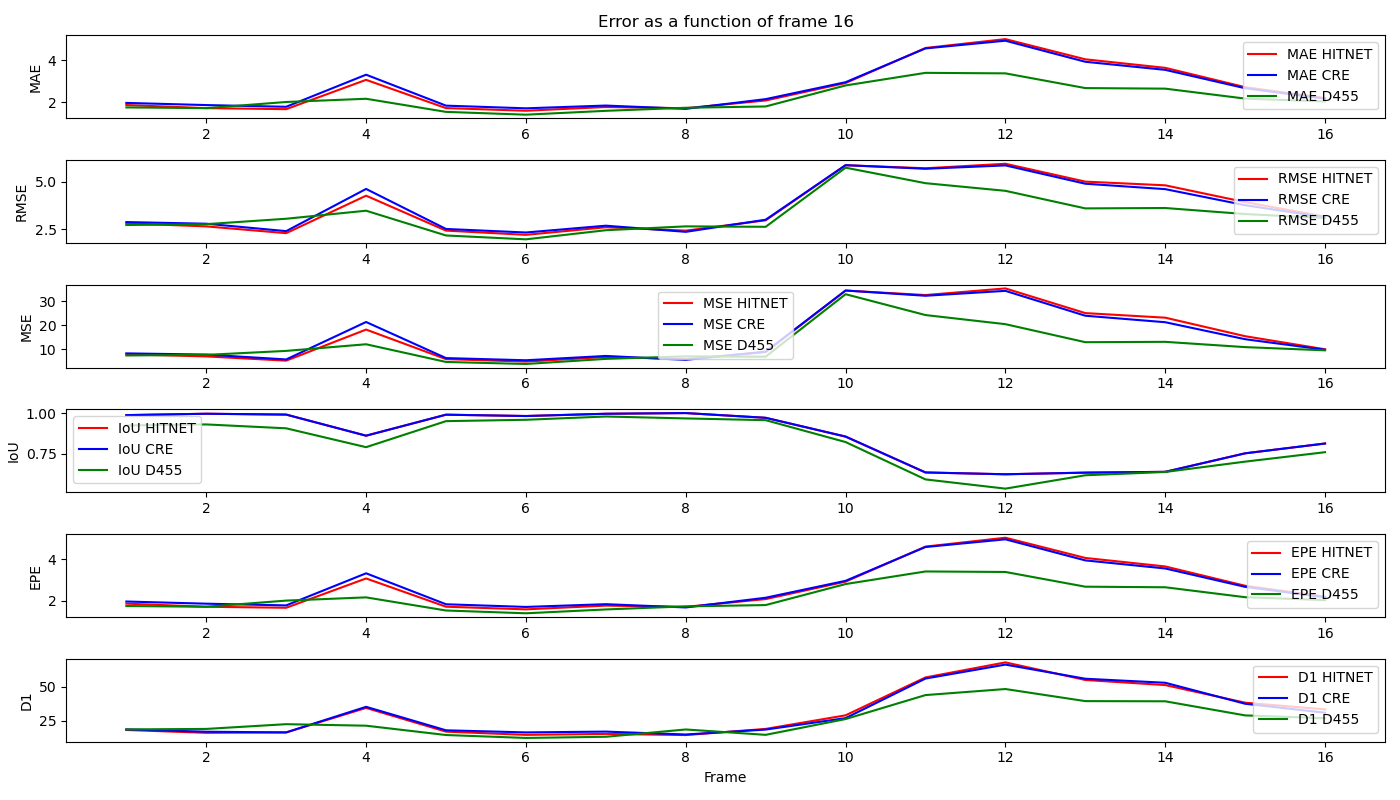 Error as a function of frame 16
MAE
4
2
MAE HITNET
MAE CRE
MAE D455
2 4 6 8 10 12 14 16
RMSE
5.0
2.5
RMSE HITNET
RMSE CRE
RMSE D455
2 4 6 8 10 12 14 16
MSE
30
20
10
MSE HITNET
MSE CRE
MSE D455
2 4 6 8 10 12 14 16
IoU
1.00
0.75
IoU HITNET
IoU CRE
IoU D455
2 4 6 8 10 12 14 16
EPE
4
2
EPE HITNET
EPE CRE
EPE D455
2 4 6 8 10 12 14 16
D1
50
25
D1 HITNET
D1 CRE
D1 D455
2 4 6 8 10 12 14 16
Frame